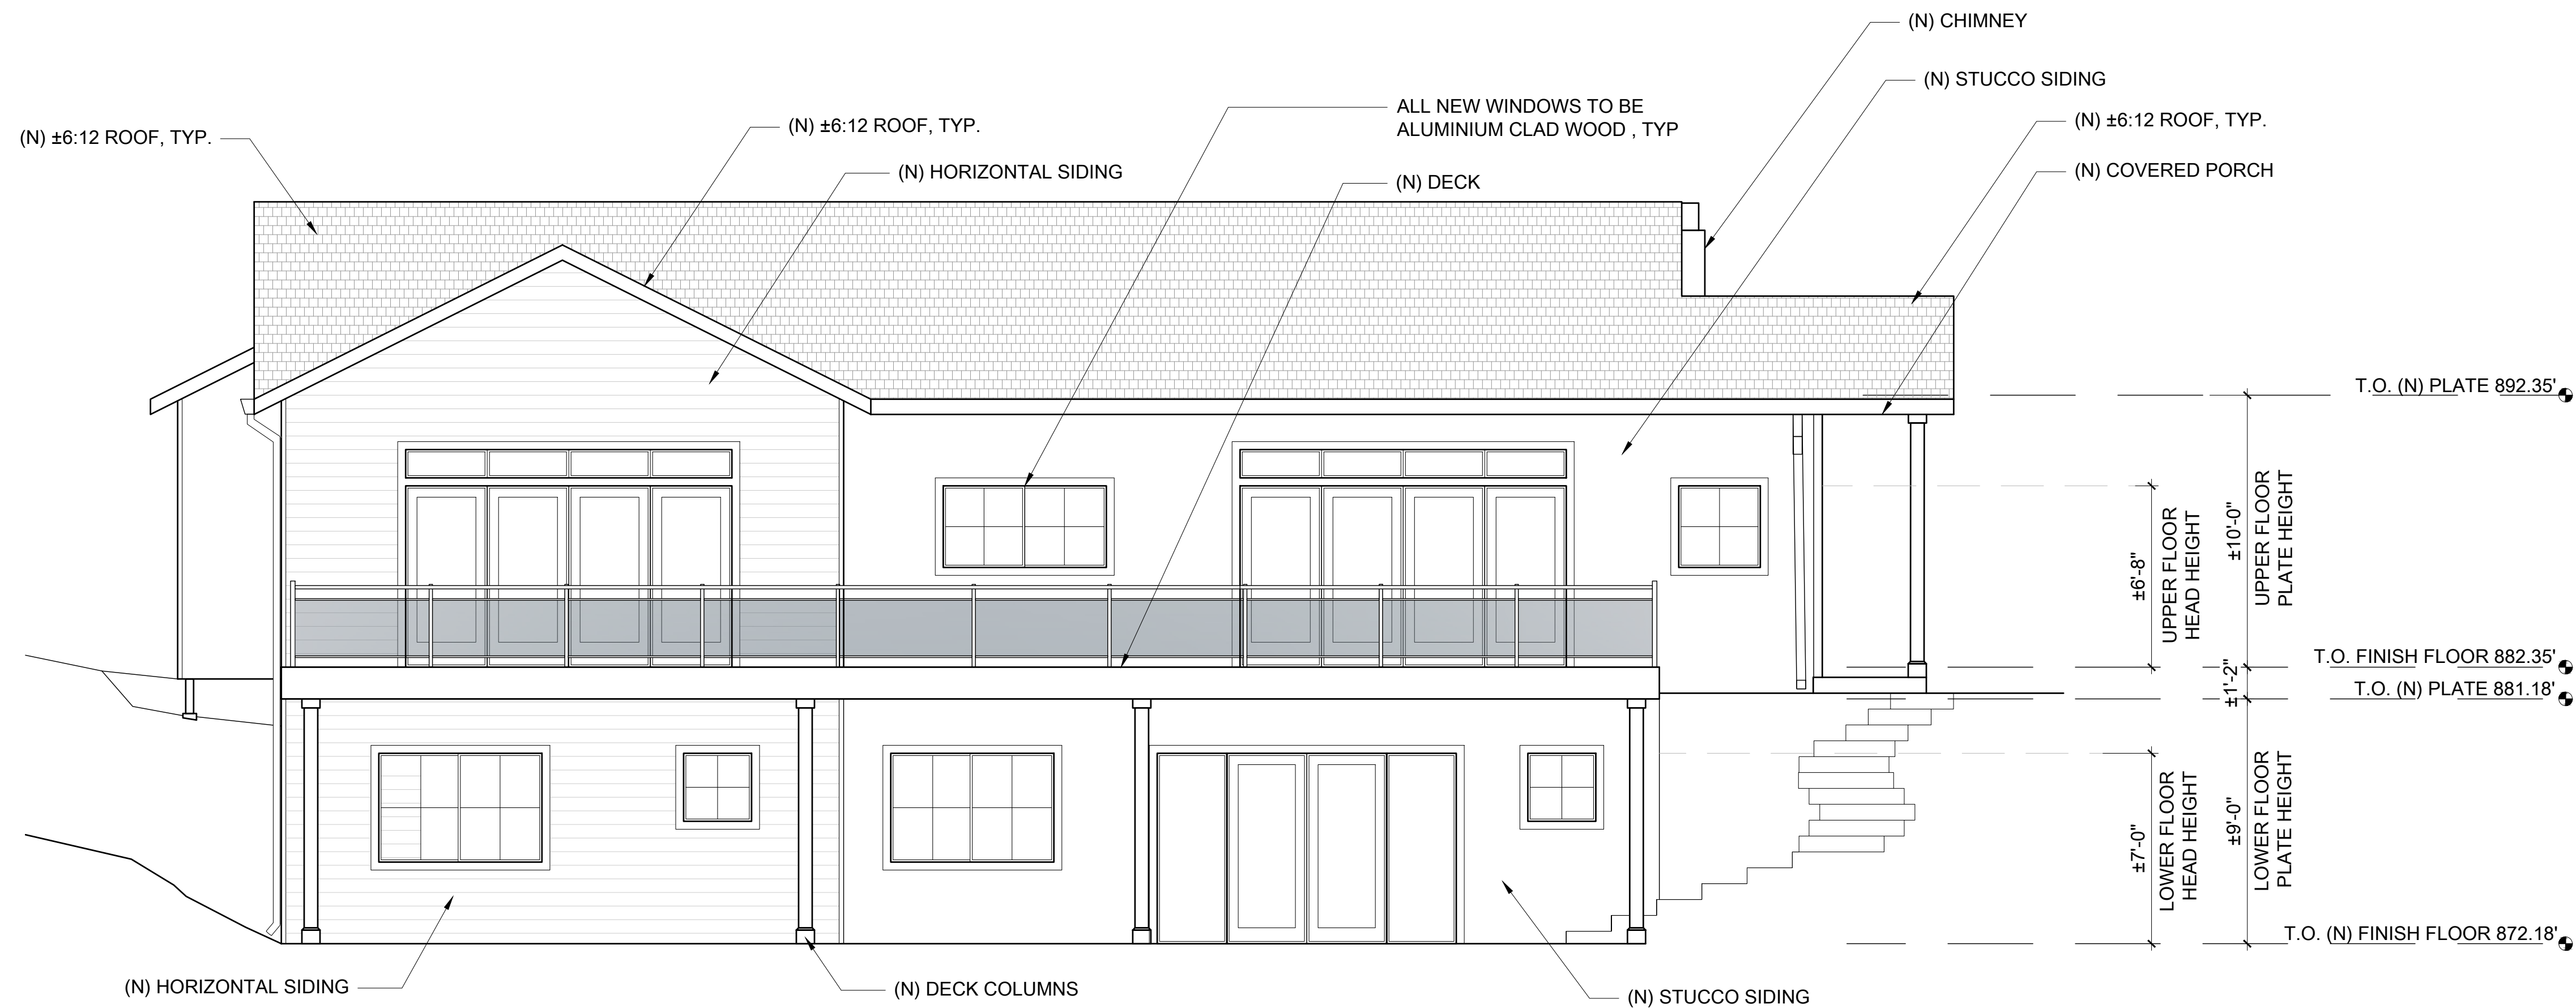 (N) CHIMNEY
(N) STUCCO SIDING
ALL NEW WINDOWS TO BE
ALUMINIUM CLAD WOOD , TYP
(N) ±6:12 ROOF, TYP.
(N) ±6:12 ROOF, TYP.
(N) ±6:12 ROOF, TYP.
(N) HORIZONTAL SIDING
(N) DECK
(N) COVERED PORCH
T.O. (N) PLATE 892.35'
±6'-8"
UPPER FLOOR
HEAD HEIGHT
±10'-0"
UPPER FLOOR
PLATE HEIGHT
T.O. FINISH FLOOR 882.35'
±1'-2"
T.O. (N) PLATE 881.18'
±7'-0"
LOWER FLOOR
HEAD HEIGHT
±9'-0"
LOWER FLOOR
PLATE HEIGHT
T.O. (N) FINISH FLOOR 872.18'
(N) HORIZONTAL SIDING
(N) DECK COLUMNS
(N) STUCCO SIDING